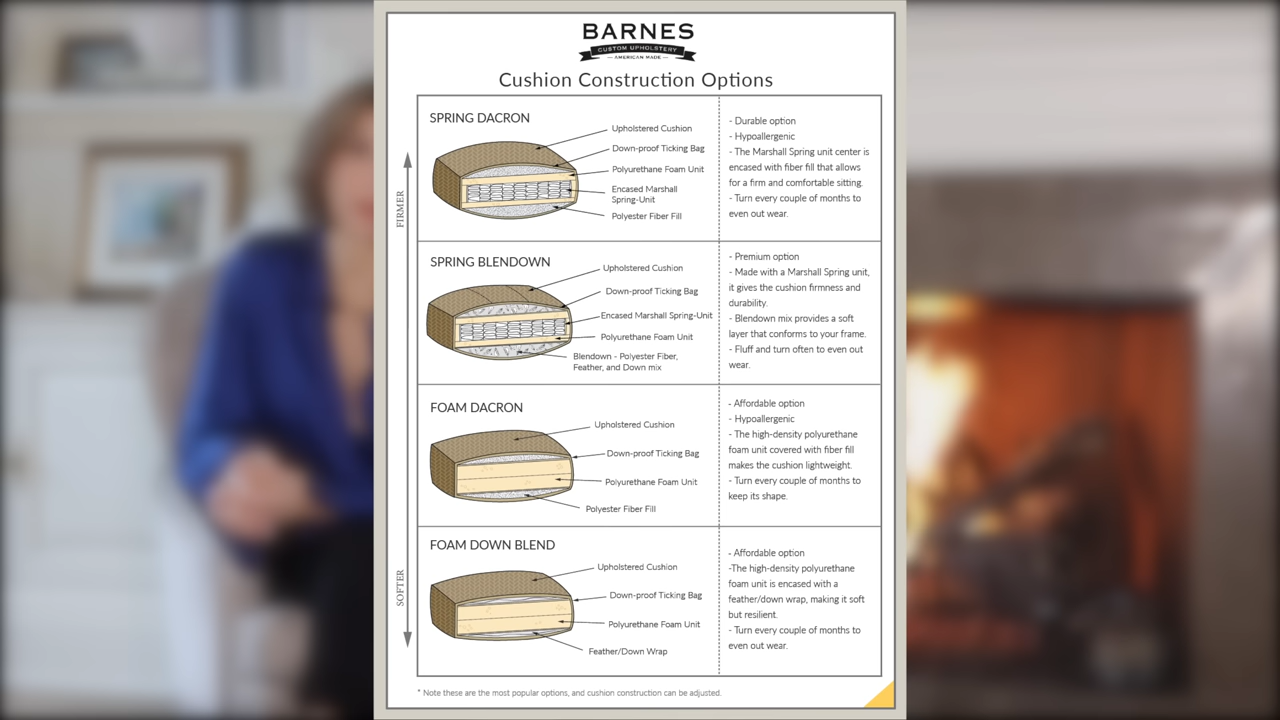 BARNES
CUSTOM UPHOLSTERY
AMERICAN MADE
Cushion Construction Options
FIRMER
SOFTER
SPRING DACRON
Upholstered Cushion
Down-proof Ticking Bag
Polyurethane Foam Unit
Encased Marshall
Spring-Unit
Polyester Fiber Fill
- Durable option
- Hypoallergenic
- The Marshall Spring unit center is
encased with fiber fill that allows
for a firm and comfortable sitting.
- Turn every couple of months to
even out wear.
SPRING BLENDOWN
Upholstered Cushion
Down-proof Ticking Bag
Encased Marshall Spring-Unit
Polyurethane Foam Unit
Blendown - Polyester Fiber,
Feather, and Down mix
- Premium option
- Made with a Marshall Spring unit,
it gives the cushion firmness and
durability.
- Blendown mix provides a soft
layer that conforms to your frame.
- Fluff and turn often to even out
wear.
FOAM DACRON
Upholstered Cushion
Down-proof Ticking Bag
Polyurethane Foam Unit
Polyester Fiber Fill
- Affordable option
- Hypoallergenic
- The high-density polyurethane
foam unit covered with fiber fill
makes the cushion lightweight.
- Turn every couple of months to
keep its shape.
FOAM DOWN BLEND
Upholstered Cushion
Down-proof Ticking Bag
Polyurethane Foam Unit
Feather/Down Wrap
- Affordable option
-The high-density polyurethane
foam unit is encased with a
feather/down wrap, making it soft
but resilient.
- Turn every couple of months to
even out wear.
* Note these are the most popular options, and cushion construction can be adjusted.